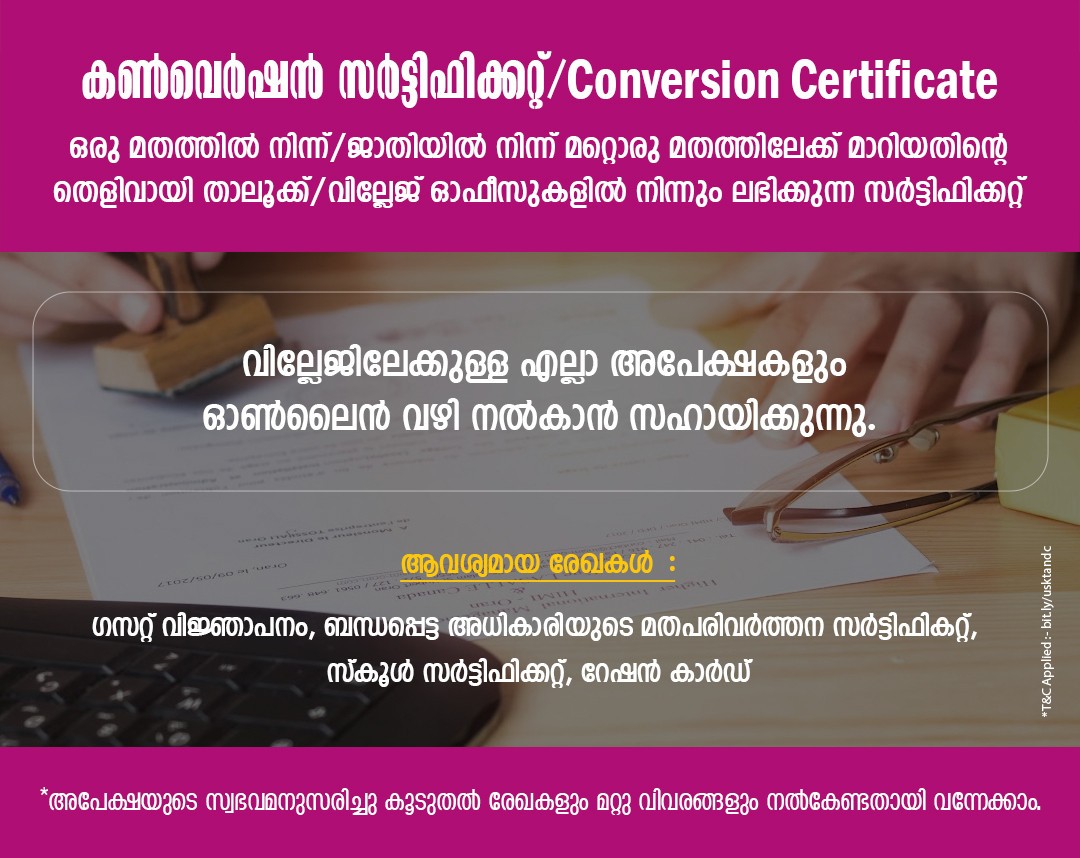 കൺവെർഷൻ സർട്ടിഫിക്കറ്റ്/Conversion Certificate
ഒരു മതത്തിൽ നിന്ന്/ജാതിയിൽ നിന്ന് മറ്റൊരു മതത്തിലേക്ക് മാറിയതിന്റെ
തെളിവായി താലൂക്ക്/വില്ലേജ് ഓഫീസുകളിൽ നിന്നും ലഭിക്കുന്ന സർട്ടിഫിക്കറ്റ്
വില്ലേജിലേക്കുള്ള എല്ലാ അപേക്ഷകളും
ഓൺലൈൻ വഴി നൽകാൻ സഹായിക്കുന്നു.
ആവശ്യമായ രേഖകൾ :
ഗസറ്റ് വിജ്ഞാപനം, ബന്ധപ്പെട്ട അധികാരിയുടെ മതപരിവർത്തന സർട്ടിഫികറ്റ്,
സ്കൂൾ സർട്ടിഫിക്കറ്റ്, റേഷൻ കാർഡ്
*T&C Applied :- bit.ly/usktandc
*അപേക്ഷയുടെ സ്വഭവമനുസരിച്ചു കൂടുതൽ രേഖകളും മറ്റു വിവരങ്ങളും നൽകേണ്ടതായി വന്നേക്കാം.